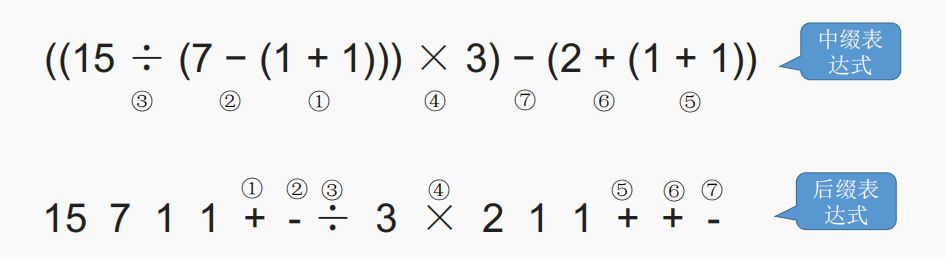 ((15 ÷ (7 − (1 + 1))) × 3) − (2 + (1 + 1))
③ ② ① ④ ⑦ ⑥ ⑤
中缀表
达式
① ② ③ ④ ⑤ ⑥ ⑦
15 7 1 1 + - ÷ 3 × 2 1 1 + + -
后缀表
达式